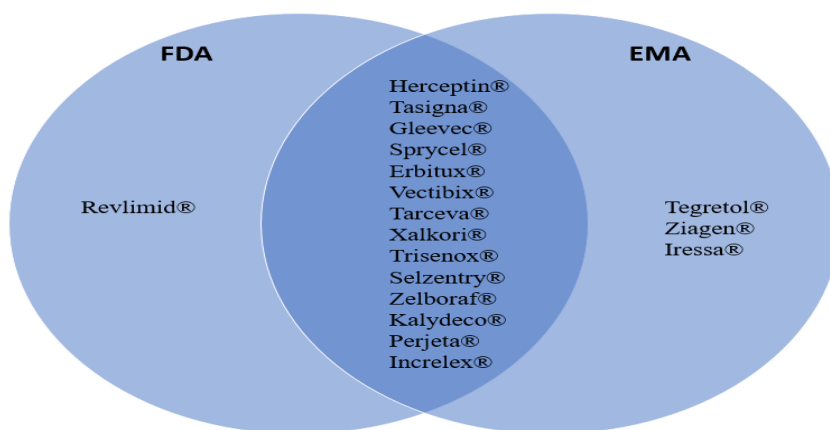 FDA
EMA
Revlimid®
Herceptin®
Tasigna®
Gleevec®
Sprycel®
Erbitux®
Vectibix®
Tarceva®
Xalkori®
Trisenox®
Selzentry®
Zelboraf®
Kalydeco®
Perjeta®
Increlex®
Tegretol®
Ziagen®
Iressa®